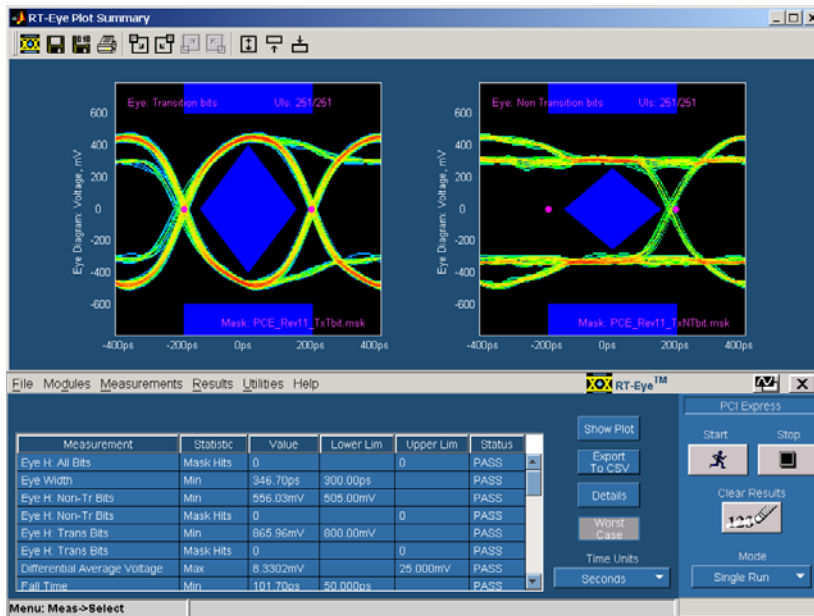 RT-Eye Plot Summary
Eye: Transition bits UIs: 251/251
Eye: Non Transition bits UIs: 251/251
Eye Diagram: Voltage, mV
600
400
200
0
-200
-400
-600
Mask: PCE_Rev11_TxTbit.msk
-400ps -200ps 0ps 200ps 400ps
Eye Diagram: Voltage, mV
600
400
200
0
-200
-400
-600
Mask: PCE_Rev11_TxNTbit.msk
-400ps -200ps 0ps 200ps 400ps
File Modules Measurements Results Utilities Help
RT-Eye™
Measurement Statistic Value Lower Lim Upper Lim Status
Eye H: All Bits Mask Hits 0 0 PASS
Eye Width Min 346.70ps 300.00ps PASS
Eye H: Non-Tr Bits Min 556.03mV 505.00mV PASS
Eye H: Non-Tr Bits Mask Hits 0 0 PASS
Eye H: Trans Bits Min 865.96mV 800.00mV PASS
Eye H: Trans Bits Mask Hits 0 0 PASS
Differential Average Voltage Max 8.3302mV 25.000mV PASS
Fall Time Min 101.70ps 50.000ps PASS
Show Plot
Export
To CSV
Details
Worst
Case
Time Units
Seconds
PCI Express
Start Stop
Clear Results
123
Mode
Single Run
Menu: Meas->Select